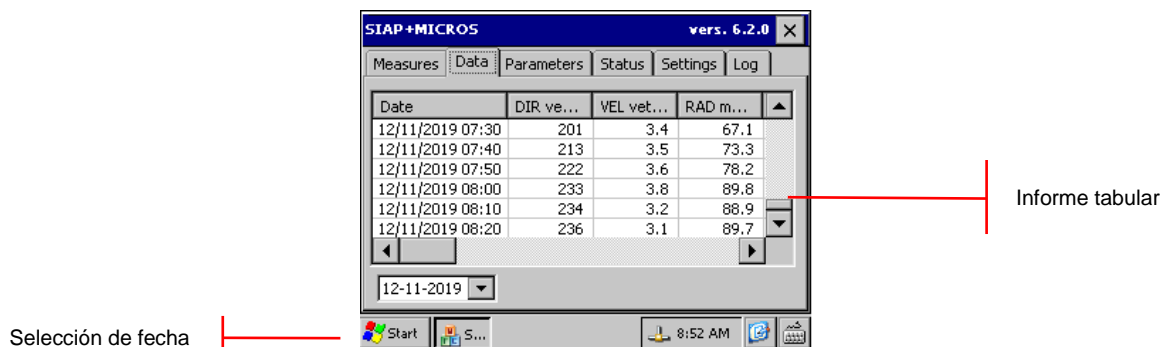 SIAP+MICROS vers. 6.2.0
Measures Data Parameters Status Settings Log
Date DIR ve... VEL vet... RAD m...
12/11/2019 07:30 201 3.4 67.1
12/11/2019 07:40 213 3.5 73.3
12/11/2019 07:50 222 3.6 78.2
12/11/2019 08:00 233 3.8 89.8
12/11/2019 08:10 234 3.2 88.9
12/11/2019 08:20 236 3.1 89.7
Informe tabular
12-11-2019
Selección de fecha
Start S... 8:52 AM